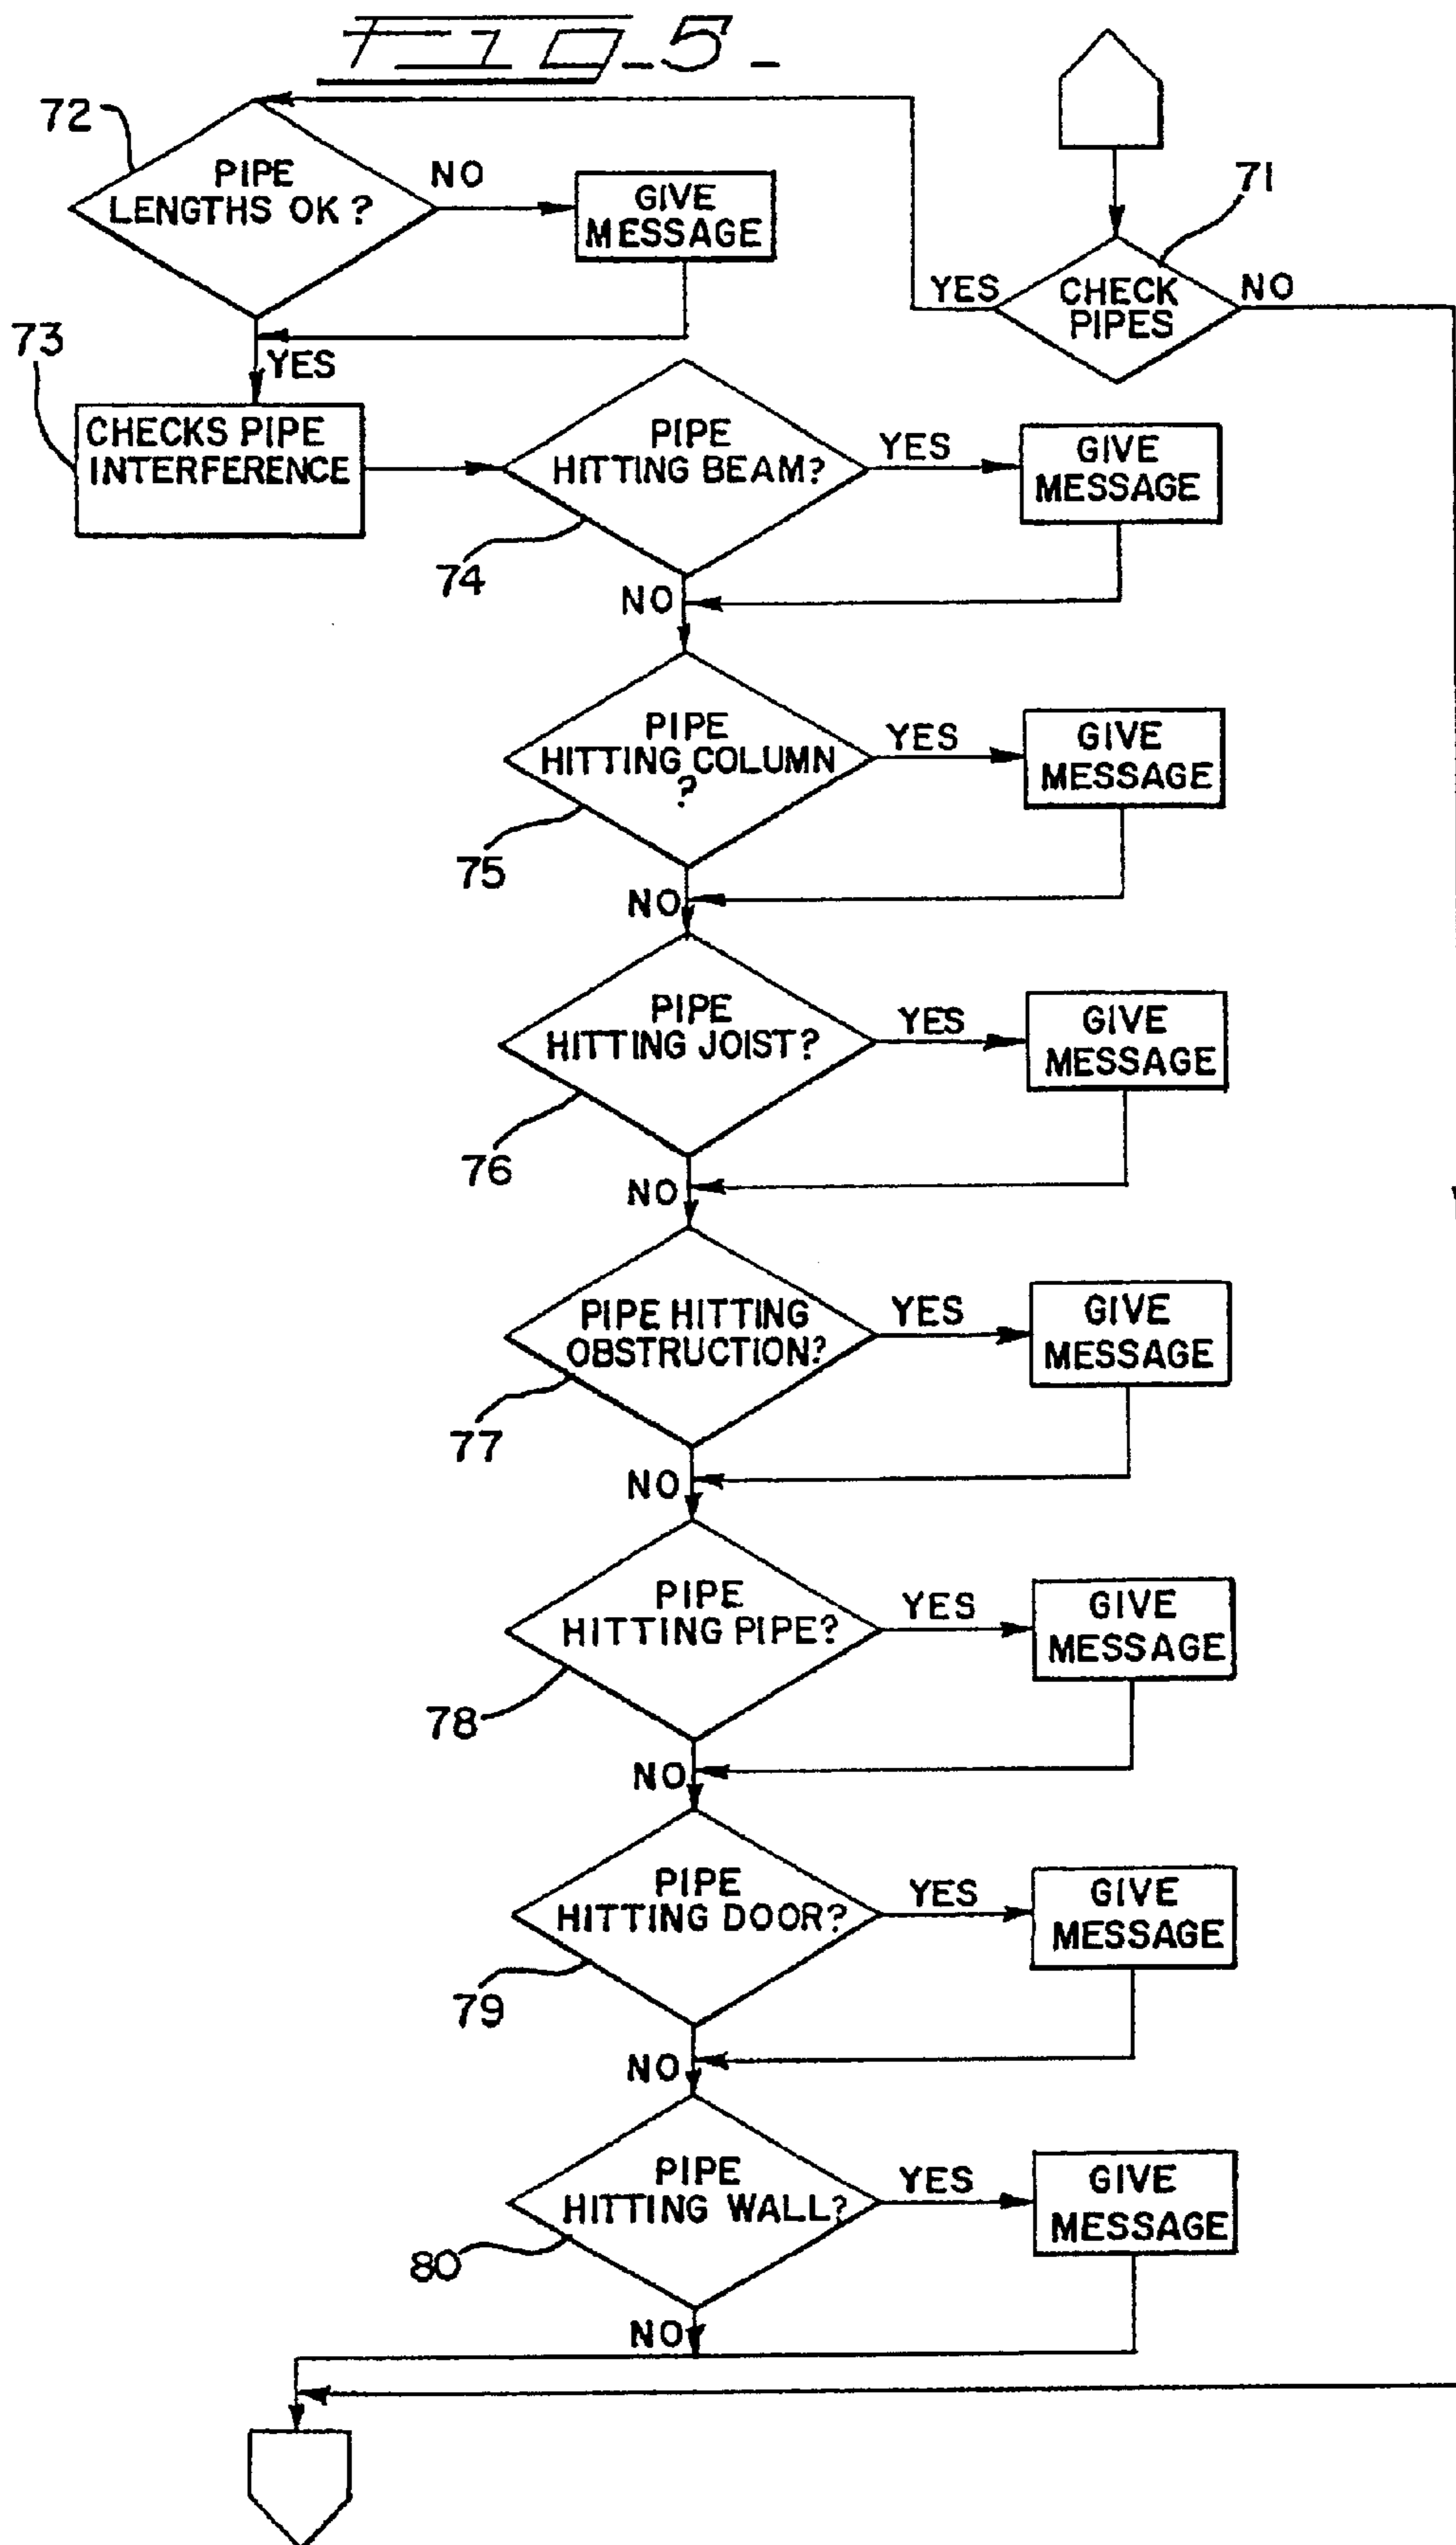 FIG_5_
72
PIPE
LENGTHS OK?
NO
GIVE
MESSAGE
YES
71
CHECK
PIPES
YES
NO
73
CHECKS PIPE
INTERFERENCE
PIPE
HITTING BEAM?
YES
GIVE
MESSAGE
74
NO
PIPE
HITTING COLUMN
?
YES
GIVE
MESSAGE
75
NO
PIPE
HITTING JOIST?
YES
GIVE
MESSAGE
76
NO
PIPE HITTING
OBSTRUCTION?
YES
GIVE
MESSAGE
77
NO
PIPE
HITTING PIPE?
YES
GIVE
MESSAGE
78
NO
PIPE
HITTING DOOR?
YES
GIVE
MESSAGE
79
NO
PIPE
HITTING WALL?
YES
GIVE
MESSAGE
80
NO